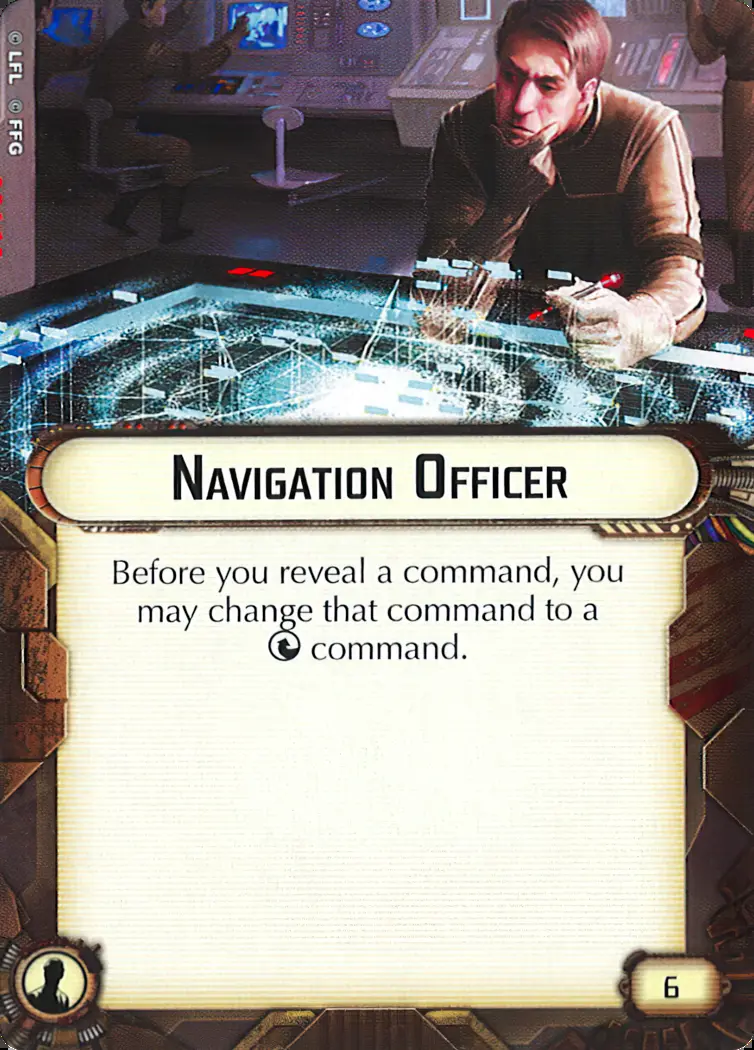 © LFL © FFG
NAVIGATION OFFICER
Before you reveal a command, you
may change that command to a
command.
6